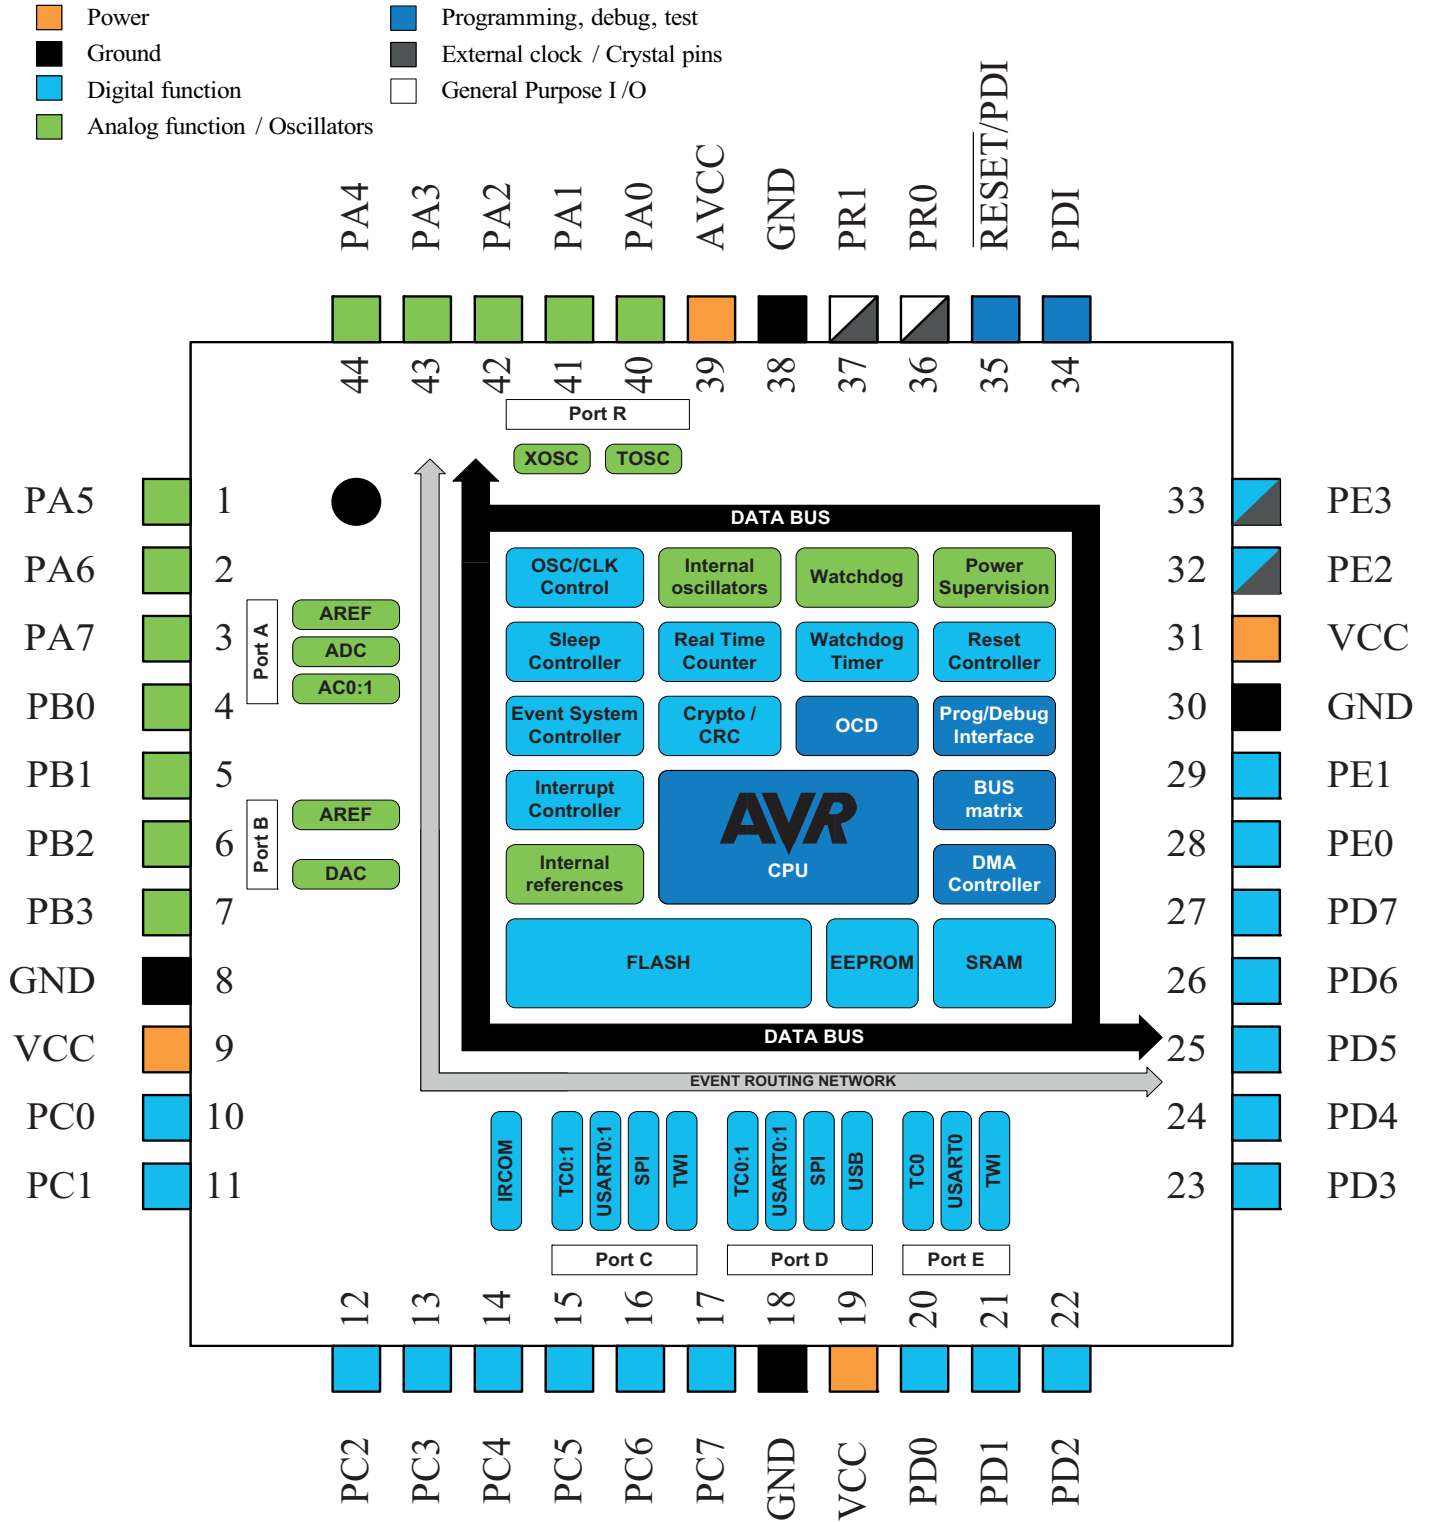 Power
Ground
Digital function
Analog function / Oscillators
Programming, debug, test
External clock / Crystal pins
General Purpose I /O
PA4
PA3
PA2
PA1
PA0
AVCC
GND
PR1
PR0
RESET/PDI
PDI
44
43
42
41
40
39
38
37
36
35
34
Port R
XOSC
TOSC
PA5
1
PA6
2
PA7
3
PB0
4
PB1
5
PB2
6
PB3
7
GND
8
VCC
9
PC0
10
PC1
11
Port A
AREF
ADC
AC0:1
Port B
AREF
DAC
DATA BUS
OSC/CLK
Control
Internal
oscillators
Watchdog
Power
Supervision
Sleep
Controller
Real Time
Counter
Watchdog
Timer
Reset
Controller
Event System
Controller
Crypto /
CRC
OCD
Prog/Debug
Interface
Interrupt
Controller
AVR
CPU
BUS
matrix
Internal
references
DMA
Controller
FLASH
EEPROM
SRAM
DATA BUS
EVENT ROUTING NETWORK
33
PE3
32
PE2
31
VCC
30
GND
29
PE1
28
PE0
27
PD7
26
PD6
25
PD5
24
PD4
23
PD3
IRCOM
TC0:1
USART0:1
SPI
TWI
TC0:1
USART0:1
SPI
USB
TC0
USART0
TWI
Port C
Port D
Port E
12
13
14
15
16
17
18
19
20
21
22
PC2
PC3
PC4
PC5
PC6
PC7
GND
VCC
PD0
PD1
PD2